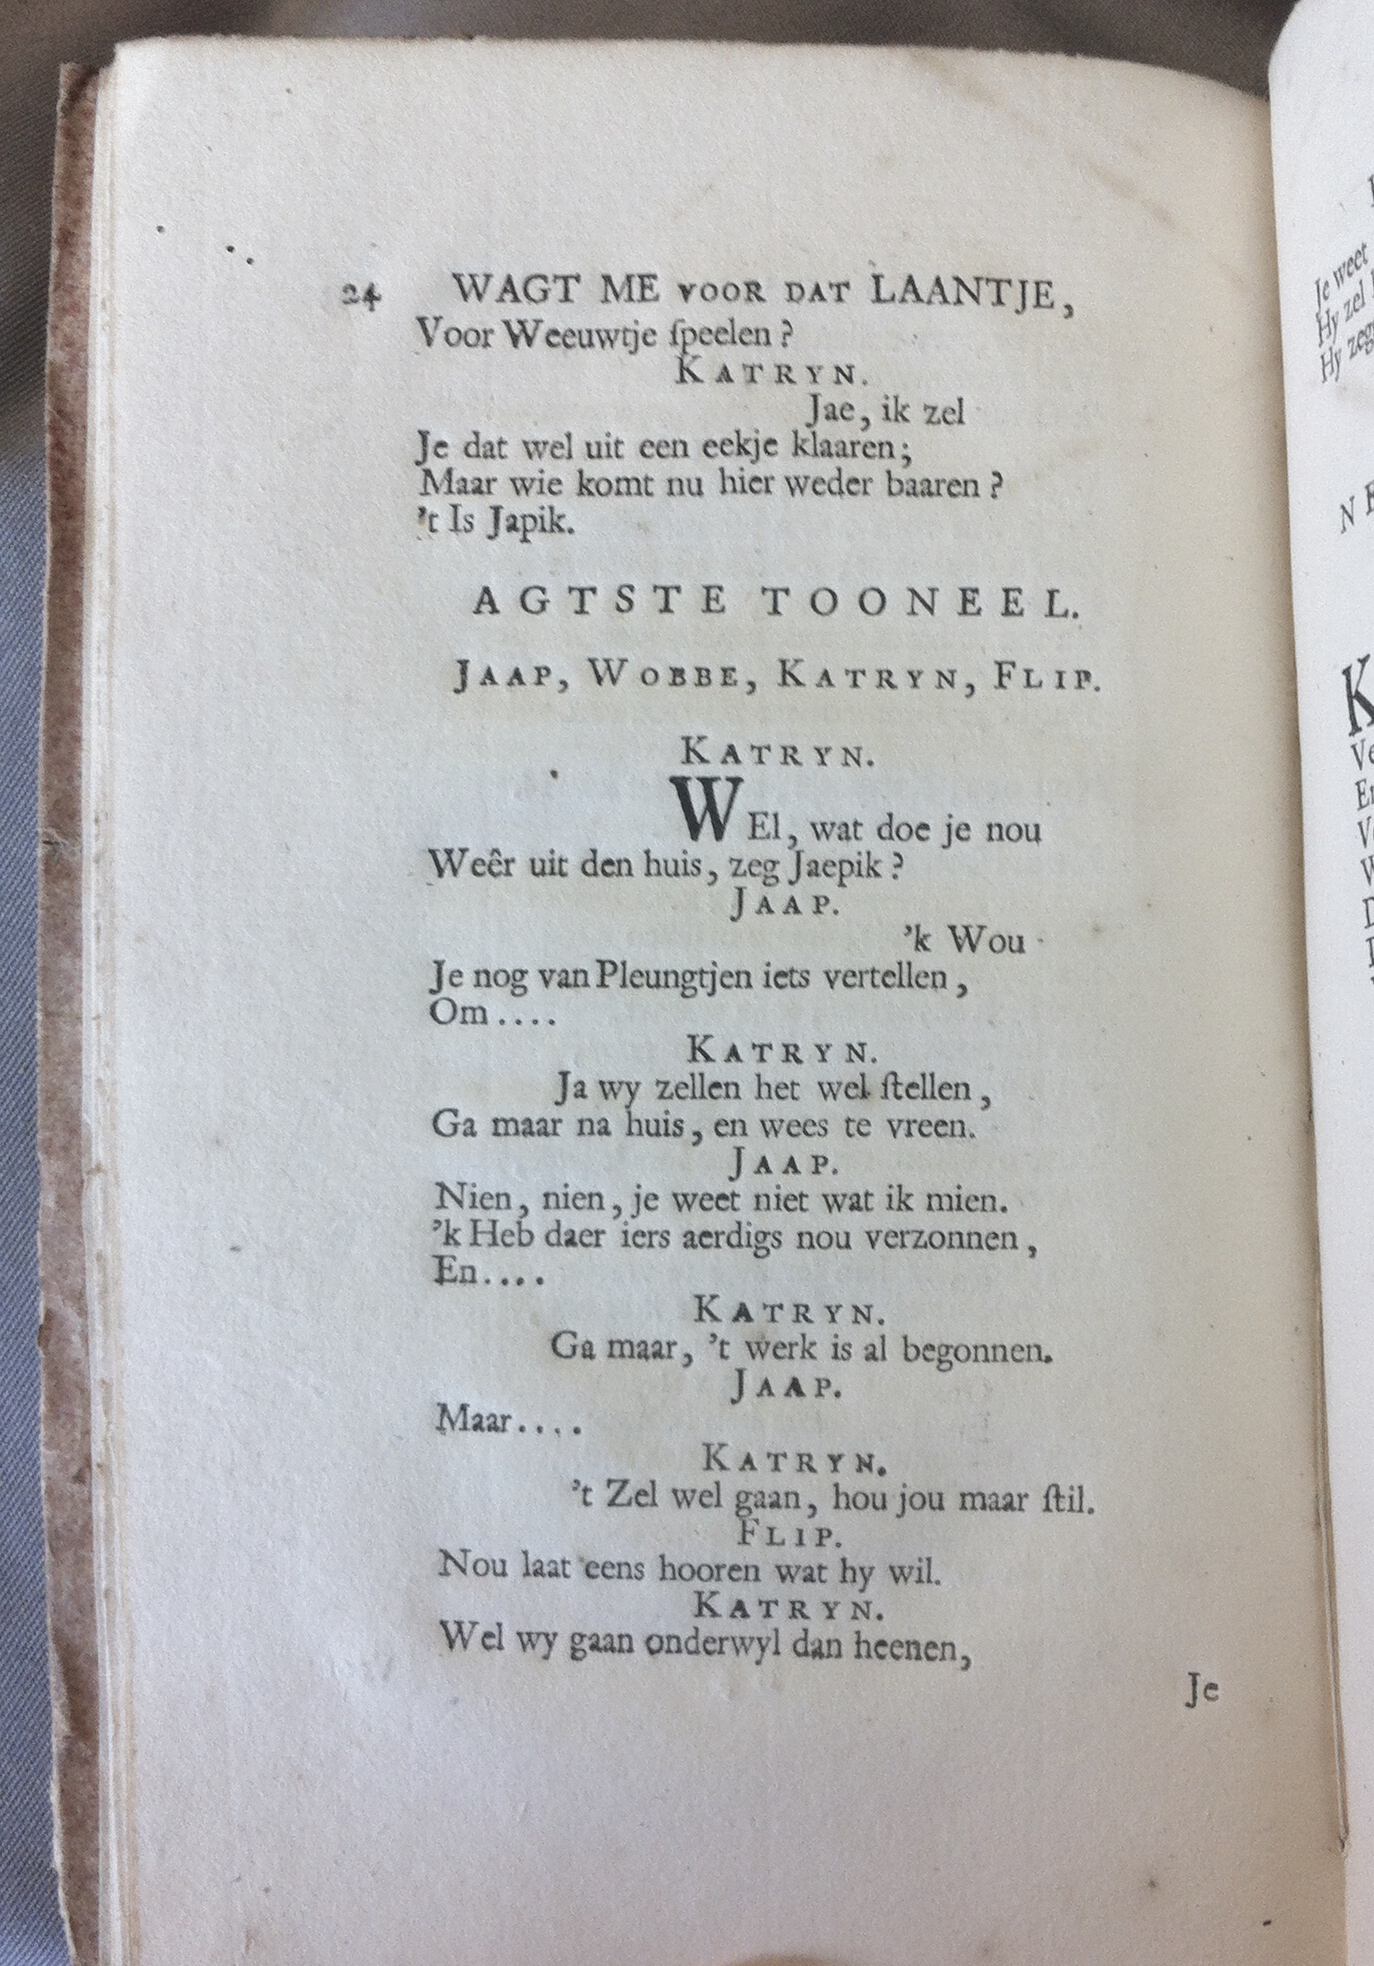 24 WAGT ME VOOR DAT LAANTJE,
Voor Weeuwtje ſpeelen?
KATRYN.
Jae, ik zel
Je dat wel uit een eekje klaaren;
Maar wie komt nu hier weder baaren?
't Is Japik.
AGTSTE TOONEEL.
JAAP, WOBBE, KATRYN, FLIP.
KATRYN.
WEl, wat doe je nou
Weêr uit den huis, zeg Jaepik?
JAAP.
'k Wou
Je nog van Pleungtjen iets vertellen,
Om....
KATRYN.
Ja wy zellen het wel ſtellen,
Ga maar na huis, en wees te vreen.
JAAP.
Nien, nien, je weet niet wat ik mien.
'k Heb daer iers aerdigs nou verzonnen,
En....
KATRYN.
Ga maar, 't werk is al begonnen.
JAAP.
Maar....
KATRYN.
't Zel wel gaan, hou jou maar ſtil.
FLIP.
Nou laat eens hooren wat hy wil.
KATRYN.
Wel wy gaan onderwyl dan heenen,
Je
Je weet
Hy zel
Hy zeg